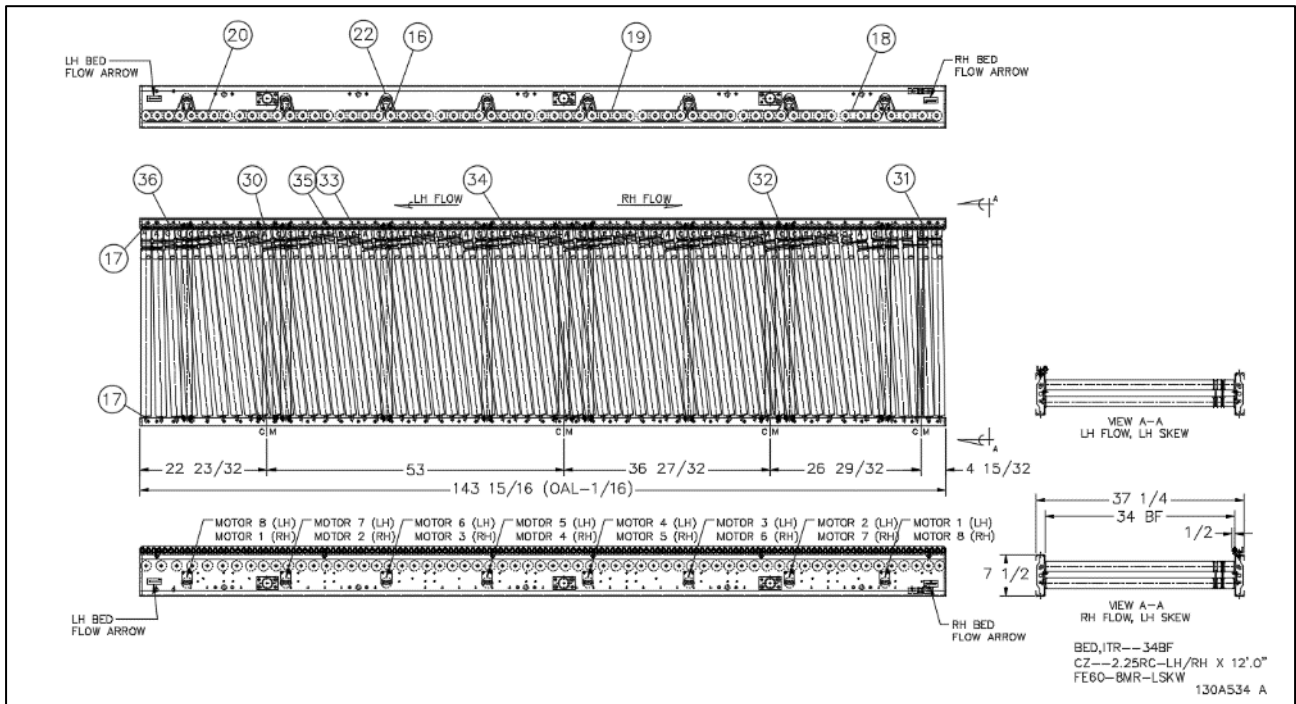 20 22 16 19 18
LH BED
FLOW ARROW
RH BED
FLOW ARROW
36 30 35 33 34 32 31
LH FLOW
RH FLOW
A
17
17
C M C M C M C M
A
22 23/32 53 36 27/32 26 29/32 4 15/32
143 15/16 (OAL-1/16)
VIEW A-A
LH FLOW, LH SKEW
MOTOR 8 (LH) MOTOR 7 (LH) MOTOR 6 (LH) MOTOR 5 (LH) MOTOR 4 (LH) MOTOR 3 (LH) MOTOR 2 (LH) MOTOR 1 (LH)
MOTOR 1 (RH) MOTOR 2 (RH) MOTOR 3 (RH) MOTOR 4 (RH) MOTOR 5 (RH) MOTOR 6 (RH) MOTOR 7 (RH) MOTOR 8 (RH)
LH BED
FLOW ARROW
RH BED
FLOW ARROW
37 1/4
34 BF
1/2
7 1/2
VIEW A-A
RH FLOW, LH SKEW
BED,ITR--34BF
CZ--2.25RC-LH/RH X 12'.0"
FE60-8MR-LSKW
130A534 A